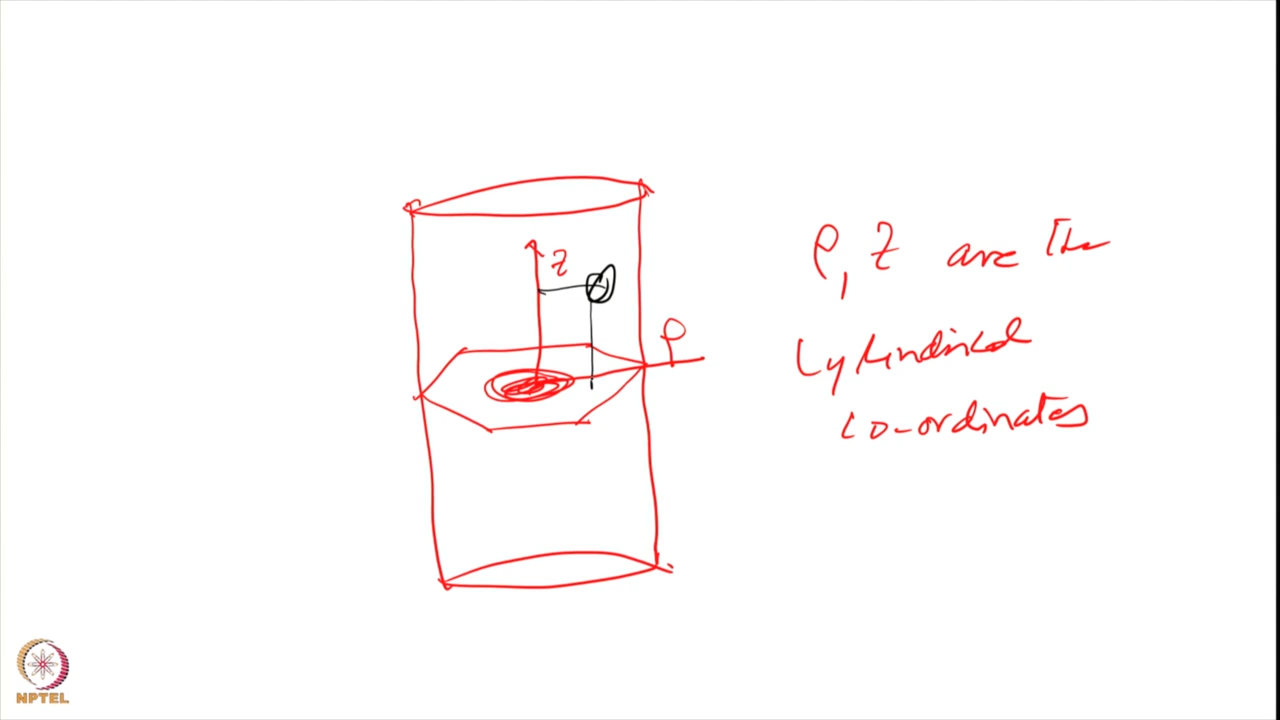 Z
ρ
ρ, Z are the
Cylindrical
co-ordinates
NPTEL